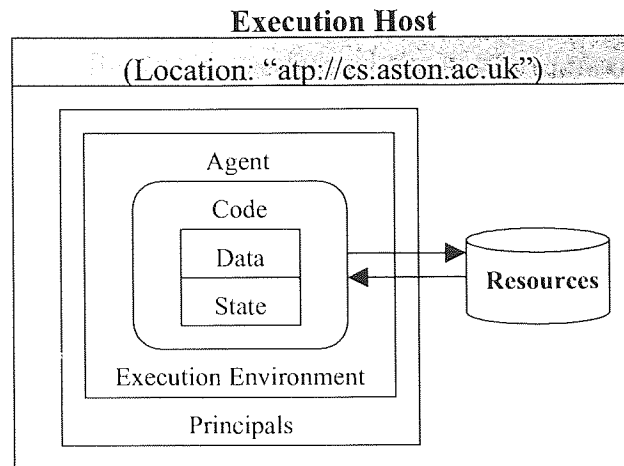 Execution Host
(Location: “atp://cs.aston.ac.uk”)
Agent
Code
Data
State
Resources
Execution Environment
Principals